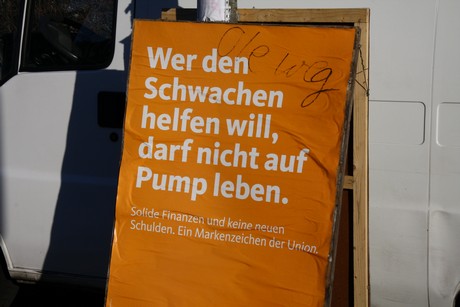 Wer den
Schwachen
helfen will,
darf nicht auf
Pump leben.
Solide Finanzen und keine neuen
Schulden. Ein Markenzeichen der Union.